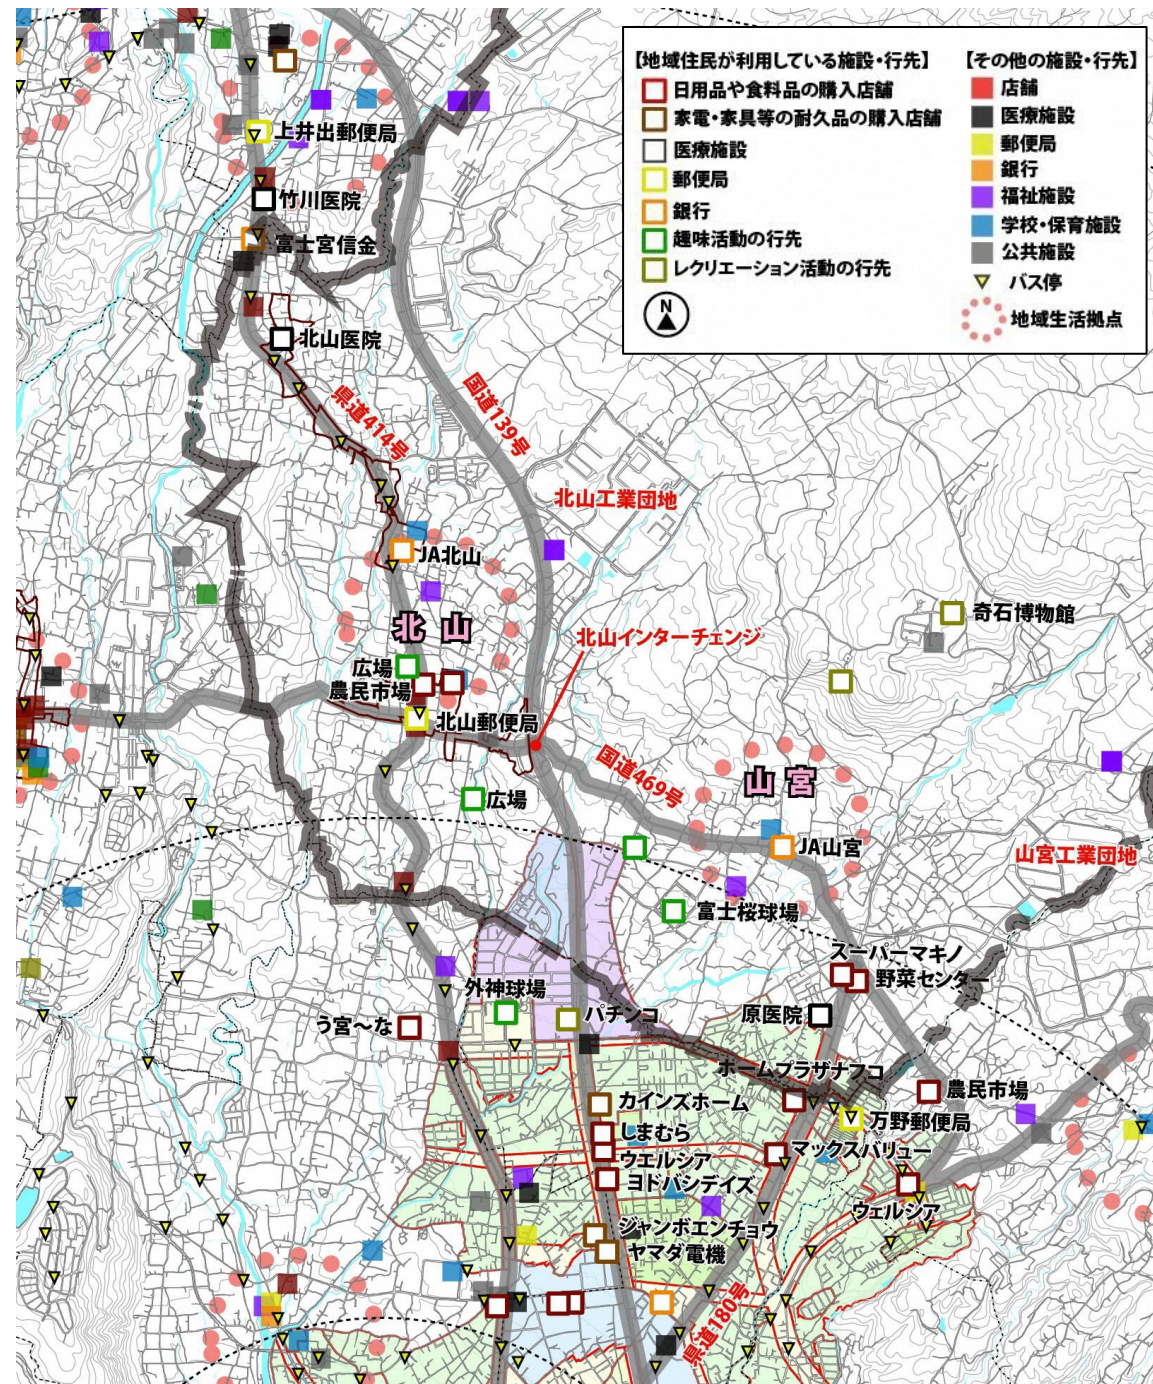 【地域住民が利用している施設・行先】
日用品や食料品の購入店舗
家電・家具等の耐久品の購入店舗
医療施設
郵便局
銀行
趣味活動の行先
レクリエーション活動の行先
N
【その他の施設・行先】
店舗
医療施設
郵便局
銀行
福祉施設
学校・保育施設
公共施設
バス停
地域生活拠点
上井出郵便局
竹川医院
富士宮信金
北山医院
県道414号
国道139号
北山工業団地
JA北山
北山
奇石博物館
北山インターチェンジ
広場
農民市場
北山郵便局
国道469号
山宮
広場
JA山宮
山宮工業団地
富士桜球場
スーパーマキノ
野菜センター
外神球場
パチンコ
原医院
う宮〜な
ホームプラザナフコ
農民市場
カインズホーム
万野郵便局
しまむら
マックスバリュー
ウエルシア
ヨドバシデイズ
ウェルシア
ジャンボエンチョウ
ヤマダ電機
県道180号